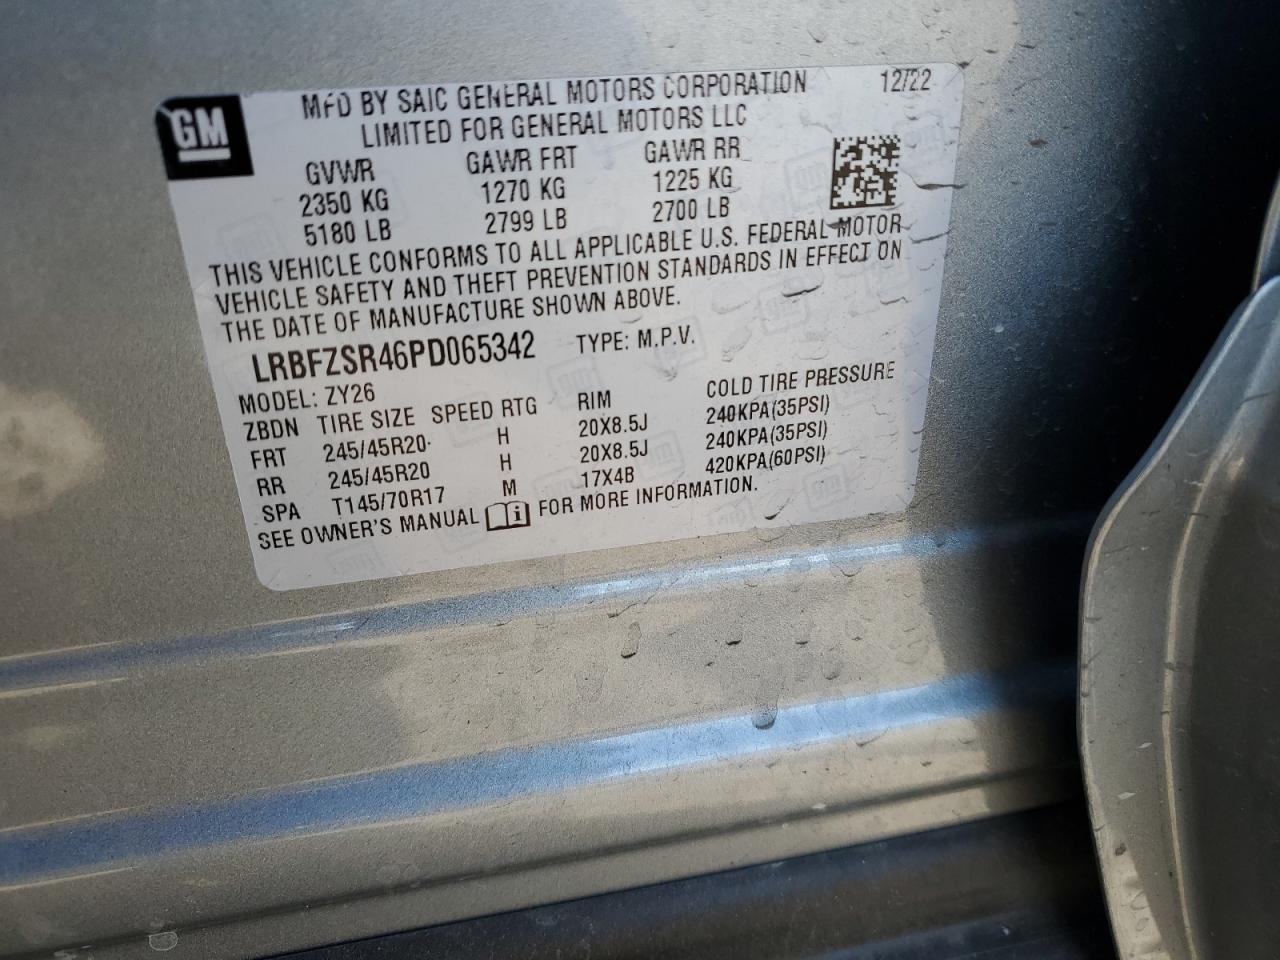 GM
MFD BY SAIC GENERAL MOTORS CORPORATION 12/22
LIMITED FOR GENERAL MOTORS LLC
GVWR GAWR FRT GAWR RR
2350 KG 1270 KG 1225 KG
5180 LB 2799 LB 2700 LB
THIS VEHICLE CONFORMS TO ALL APPLICABLE U.S. FEDERAL MOTOR
VEHICLE SAFETY AND THEFT PREVENTION STANDARDS IN EFFECT ON
THE DATE OF MANUFACTURE SHOWN ABOVE.
LRBFZSR46PD065342 TYPE: M.P.V.
MODEL: ZY26
ZBDN TIRE SIZE SPEED RTG RIM COLD TIRE PRESSURE
FRT 245/45R20 H 20X8.5J 240KPA(35PSI)
RR 245/45R20 H 20X8.5J 240KPA(35PSI)
SPA T145/70R17 M 17X4B 420KPA(60PSI)
SEE OWNER'S MANUAL i FOR MORE INFORMATION.